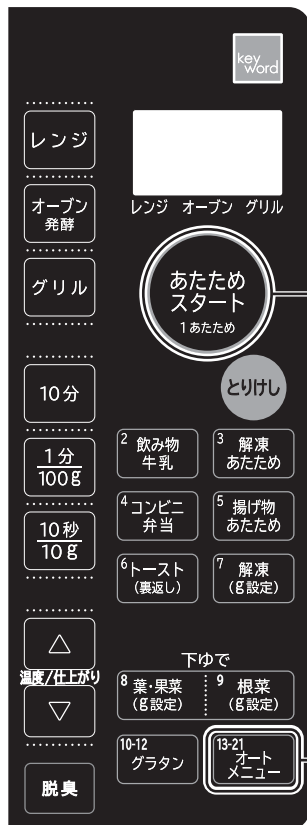 key
word
レンジ
オーブン
発酵
グリル
10分
1分
100g
10秒
10g
△
温度/仕上がり
▽
脱臭
レンジ オーブン グリル
あたため
スタート
1あたため
とりけし
2 飲み物
牛乳
3 解凍
あたため
4 コンビニ
弁当
5 揚げ物
あたため
6 トースト
(裏返し)
7 解凍
(g設定)
下ゆで
8 葉・果菜
(g設定)
9 根菜
(g設定)
10-12
グラタン
13-21
オート
メニュー